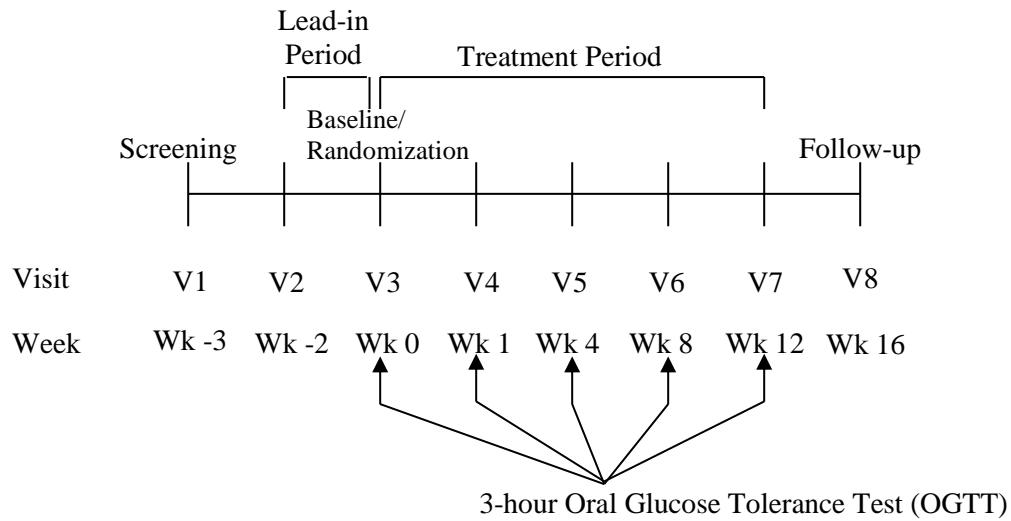 Lead-in
Period
Treatment Period
Baseline/
Randomization
Screening
Follow-up
Visit V1 V2 V3 V4 V5 V6 V7 V8
Week Wk -3 Wk -2 Wk 0 Wk 1 Wk 4 Wk 8 Wk 12 Wk 16
3-hour Oral Glucose Tolerance Test (OGTT)